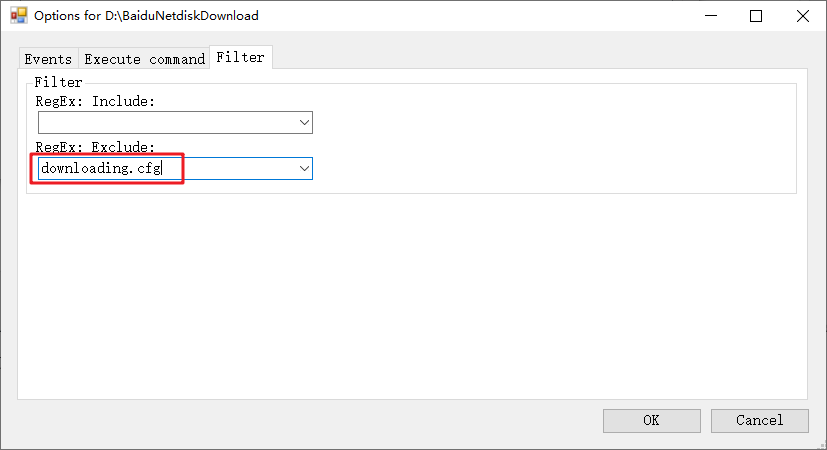 Options for D:\BaiduNetdiskDownload
Events Execute command Filter
Filter
RegEx: Include:
RegEx: Exclude:
downloading.cfg
OK Cancel